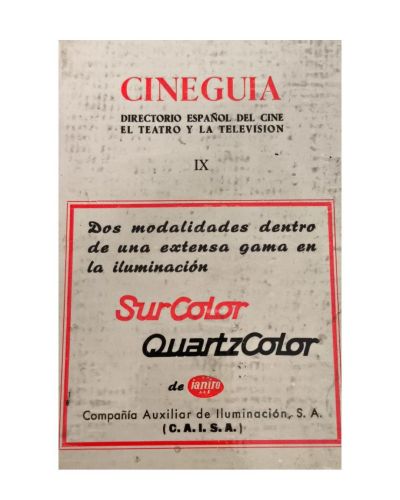 CINEGUIA
DIRECTORIO ESPAÑOL DEL CINE
EL TEATRO Y LA TELEVISION
IX
Dos modalidades dentro
de una extensa gama en
la iluminación
SurColor
QuartzColor
de ianiro
Compañía Auxiliar de Iluminación, S. A.
(C. A. I. S. A.)